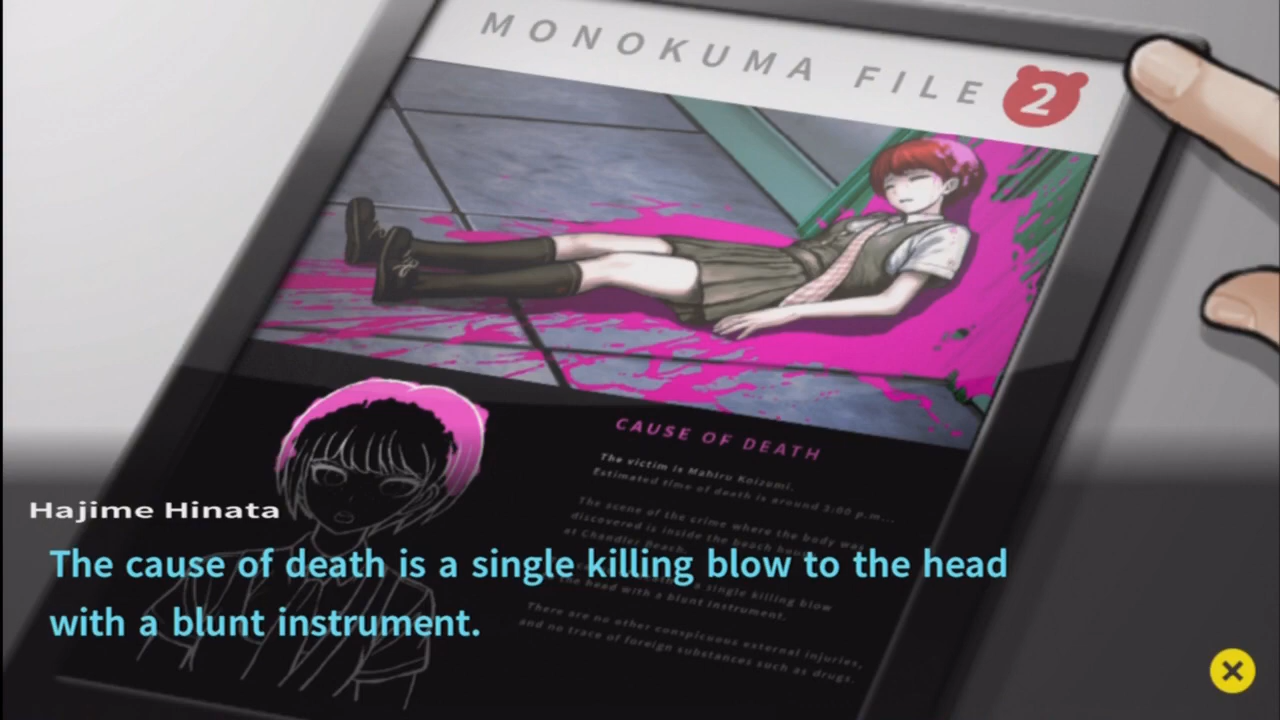 MONOKUMA FILE 2
CAUSE OF DEATH
The victim is Mahiru Koizumi.
Estimated time of death is around 3:00 p.m...
The scene of the crime where the body was
discovered is inside the beach house
at Chandler Beach.
a single killing blow
the head with a blunt instrument.
There are no other conspicuous external injuries,
and no trace of foreign substances such as drugs.
Hajime Hinata
The cause of death is a single killing blow to the head
with a blunt instrument.